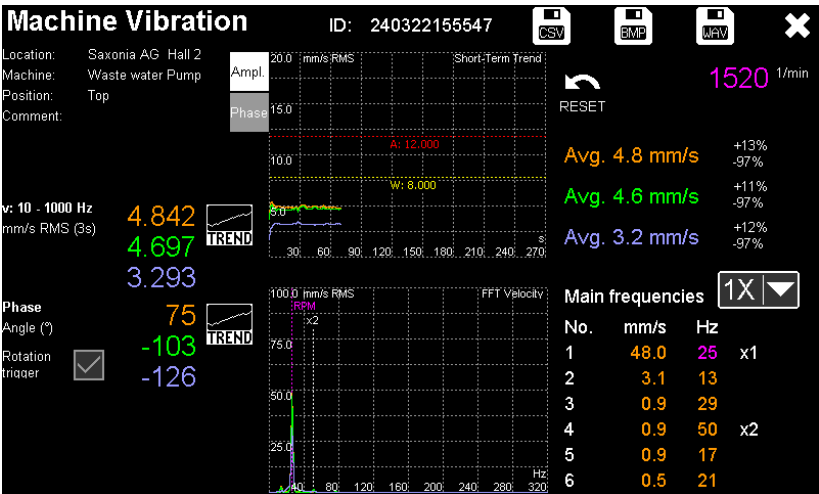 Machine Vibration ID: 240322155547 CSV BMP WAV
Location: Saxonia AG Hall 2
Machine: Waste water Pump
Position: Top
Comment:
Ampl.
Phase
20.0 mm/s RMS Short-Term Trend
15.0
A: 12.000
10.0
W: 8.000
5.0
s
30 60 90 120 150 180 210 240 270
RESET
1520 1/min
Avg. 4.8 mm/s +13% -97%
Avg. 4.6 mm/s +11% -97%
Avg. 3.2 mm/s +12% -97%
v: 10 - 1000 Hz
mm/s RMS (3s)
4.842
4.697
3.293
TREND
Phase
Angle (°)
75
-103
-126
TREND
Rotation
trigger
100.0 mm/s RMS FFT Velocity
RPM
x2
75.0
50.0
25.0
Hz
40 80 120 160 200 240 280 320
Main frequencies 1X
No. mm/s Hz
1 48.0 25 x1
2 3.1 13
3 0.9 29
4 0.9 50 x2
5 0.9 17
6 0.5 21